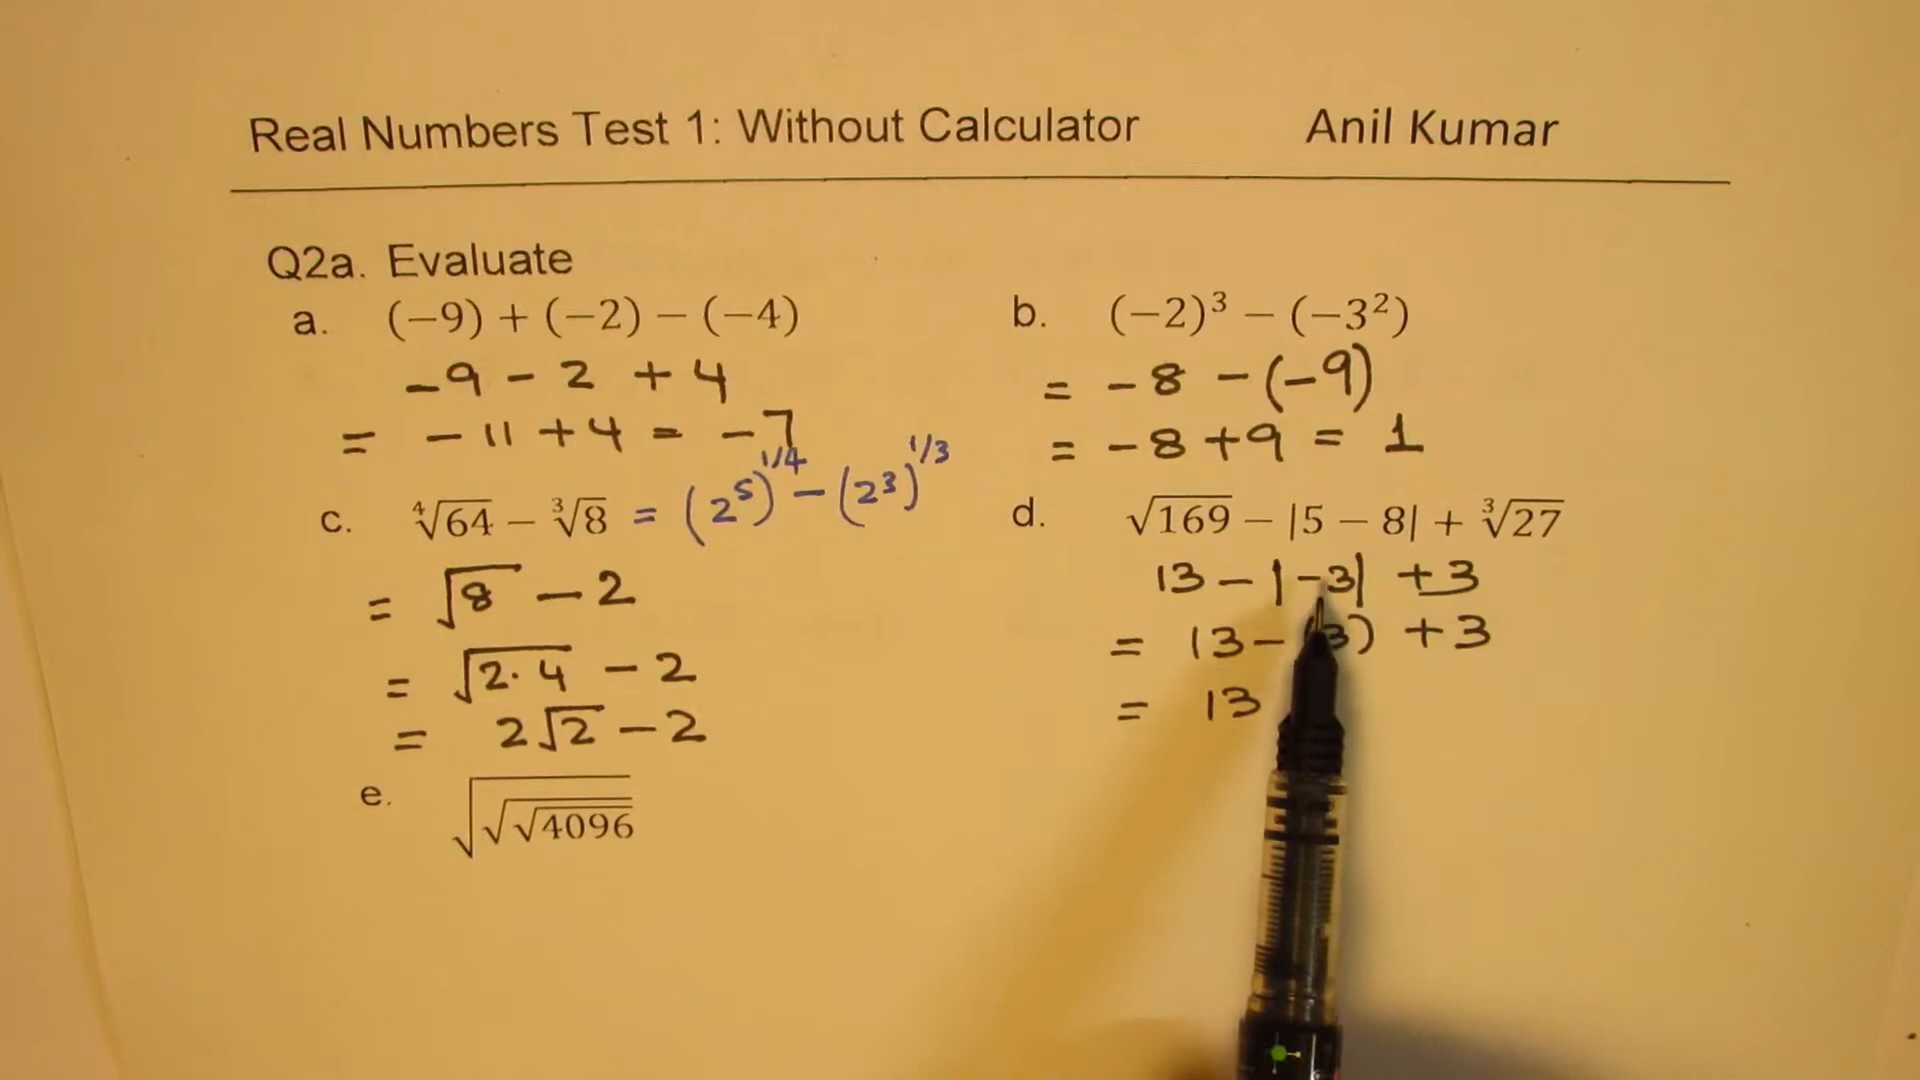 Real Numbers Test 1: Without Calculator Anil Kumar
Q2a. Evaluate
a. (−9) + (−2) − (−4)
-9 - 2 + 4
= -11 + 4 = -7
b. (−2)³ − (−3²)
= -8 - (-9)
= -8 + 9 = 1
c. ∜64 − ∛8 = (2⁵)^1/4 - (2³)^1/3
= √8 - 2
= √2·4 - 2
= 2√2 - 2
d. √169 − |5 − 8| + ∛27
13 - |-3| + 3
= 13 - (3) + 3
= 13
e. √√√4096